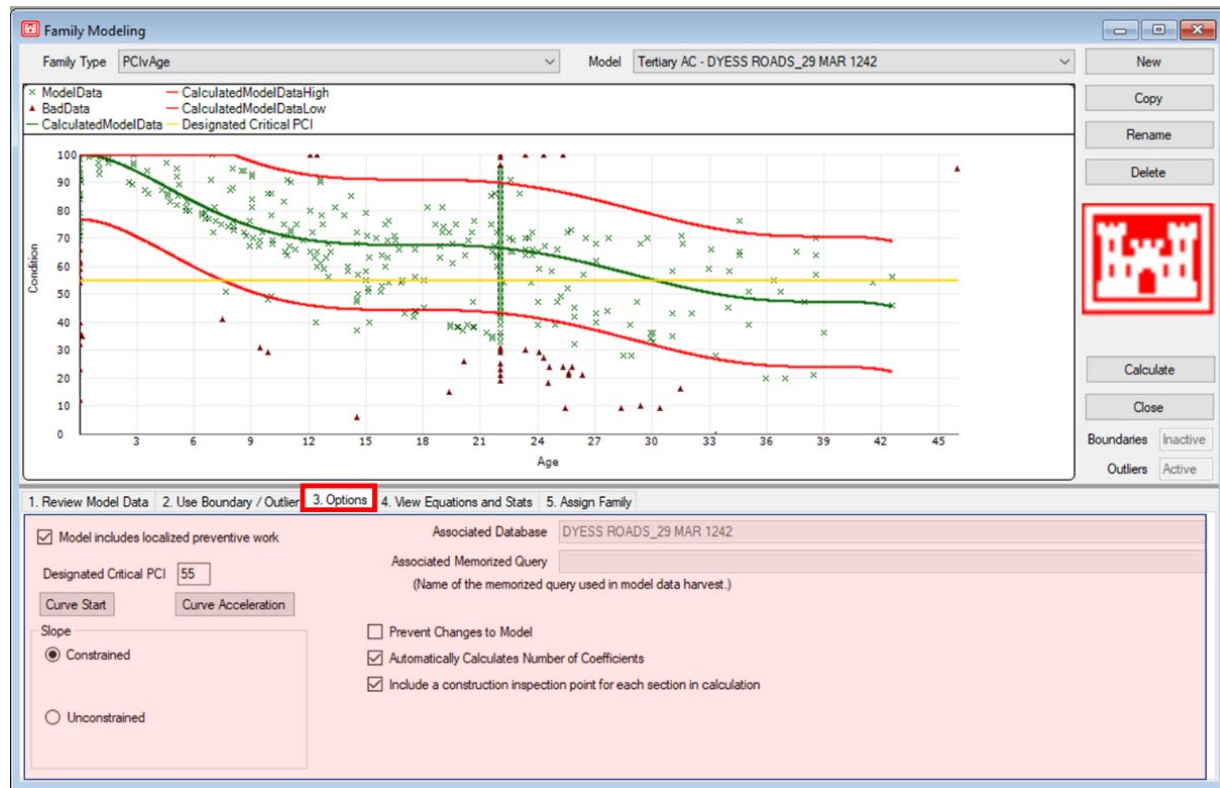 Family Modeling
Family Type PCIvAge Model Tertiary AC - DYESS ROADS_29 MAR 1242 New
ModelData CalculatedModelDataHigh
BadData CalculatedModelDataLow
CalculatedModelData Designated Critical PCI
Copy
Rename
Delete
100
90
80
70
60
50
40
30
20
10
0
Condition
3 6 9 12 15 18 21 24 27 30 33 36 39 42 45
Age
Calculate
Close
Boundaries Inactive
Outliers Active
1. Review Model Data 2. Use Boundary / Outlier 3. Options 4. View Equations and Stats 5. Assign Family
Model includes localized preventive work
Designated Critical PCI 55
Curve Start Curve Acceleration
Slope
Constrained
Unconstrained
Associated Database DYESS ROADS_29 MAR 1242
Associated Memorized Query
(Name of the memorized query used in model data harvest.)
Prevent Changes to Model
Automatically Calculates Number of Coefficients
Include a construction inspection point for each section in calculation